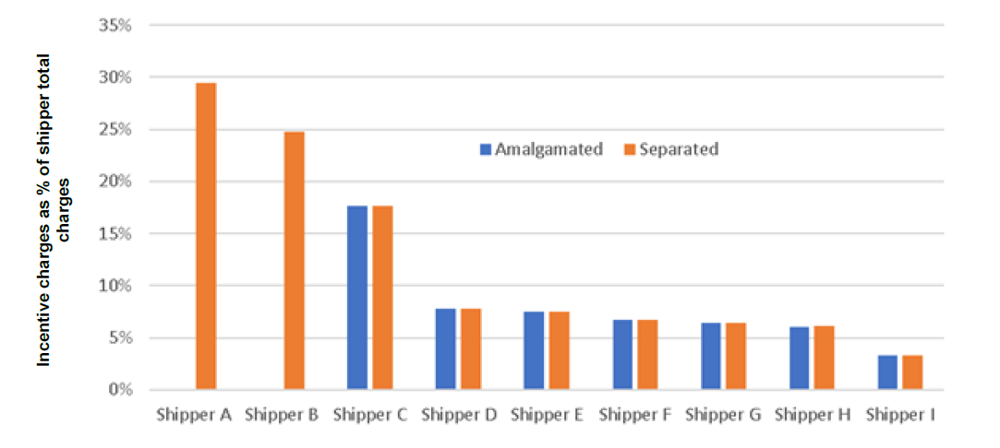 35%
30%
25%
20%
15%
10%
5%
0%
Incentive charges as % of shipper total
charges
Amalgamated Separated
Shipper A Shipper B Shipper C Shipper D Shipper E Shipper F Shipper G Shipper H Shipper I